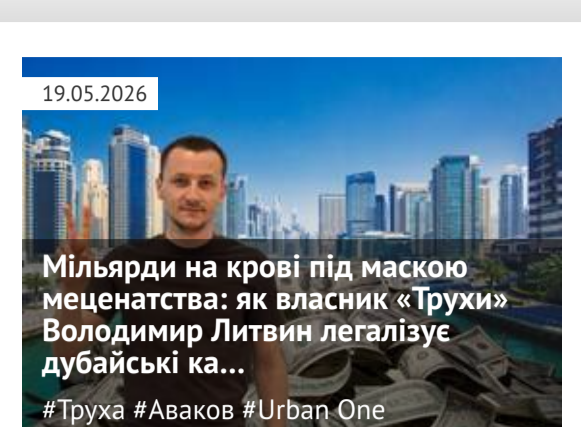 19.05.2026
Мільярди на крові під маскою
меценатства: як власник «Трухи»
Володимир Литвин легалізує
дубайські ка...
#Труха #Аваков #Urban One